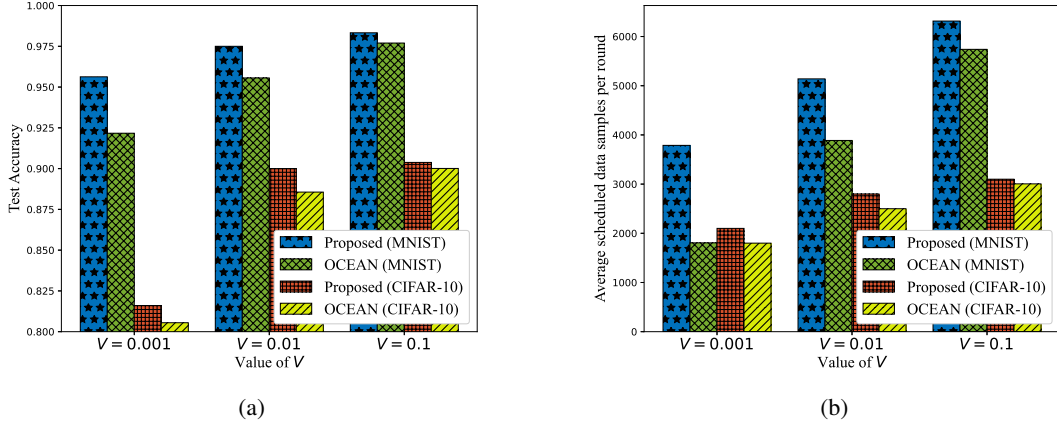 1.000
0.975
0.950
0.925
0.900
0.875
0.850
0.825
0.800
Test Accuracy
Proposed (MNIST)
OCEAN (MNIST)
Proposed (CIFAR-10)
OCEAN (CIFAR-10)
V = 0.001
V = 0.01
V = 0.1
Value of V
(a)
6000
5000
4000
3000
2000
1000
0
Average scheduled data samples per round
Proposed (MNIST)
OCEAN (MNIST)
Proposed (CIFAR-10)
OCEAN (CIFAR-10)
V = 0.001
V = 0.01
V = 0.1
Value of V
(b)